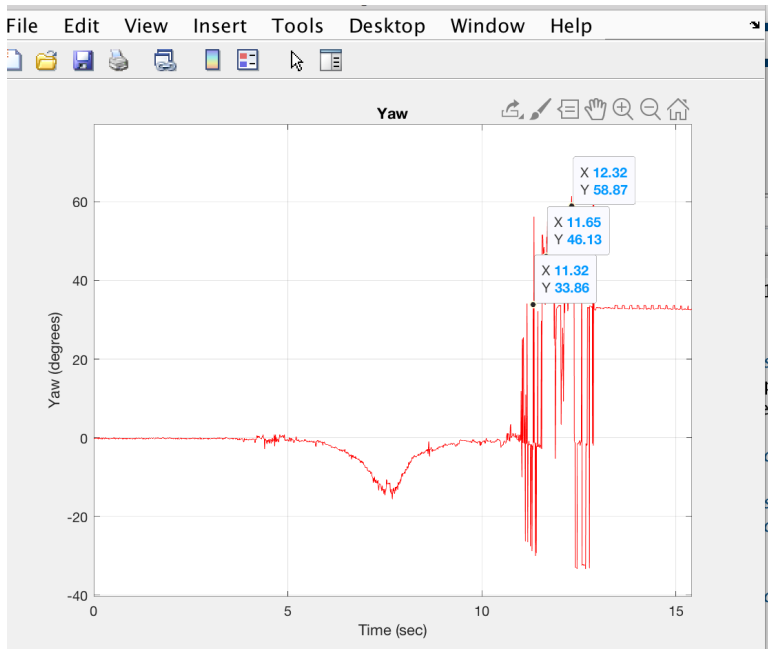 File Edit View Insert Tools Desktop Window Help
Yaw
X 12.32
Y 58.87
X 11.65
Y 46.13
X 11.32
Y 33.86
60
40
20
0
-20
-40
Yaw (degrees)
0 5 10 15
Time (sec)